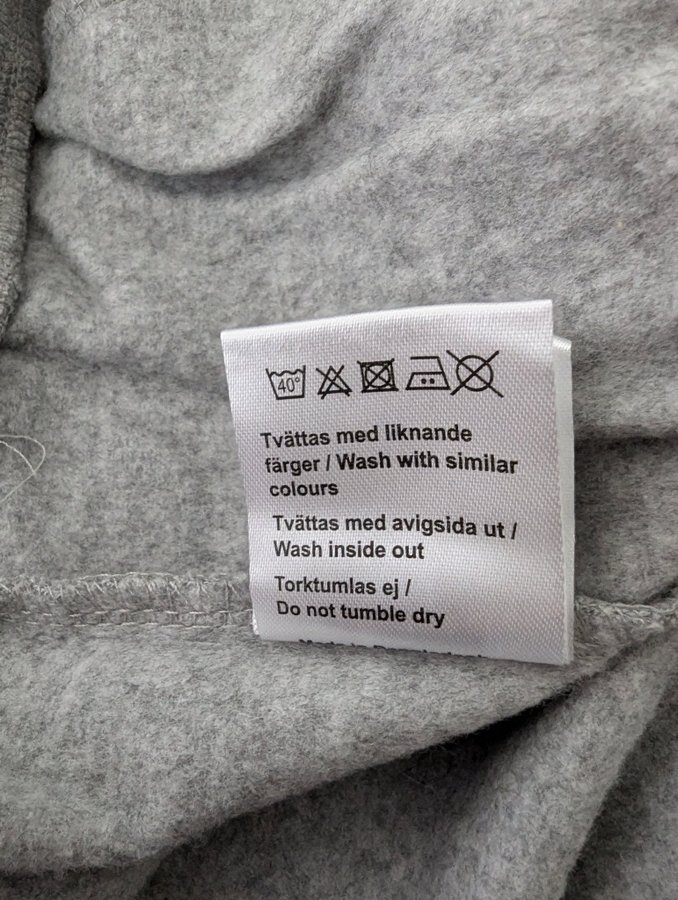 40°
Tvättas med liknande
färger / Wash with similar
colours
Tvättas med avigsida ut /
Wash inside out
Torktumlas ej /
Do not tumble dry